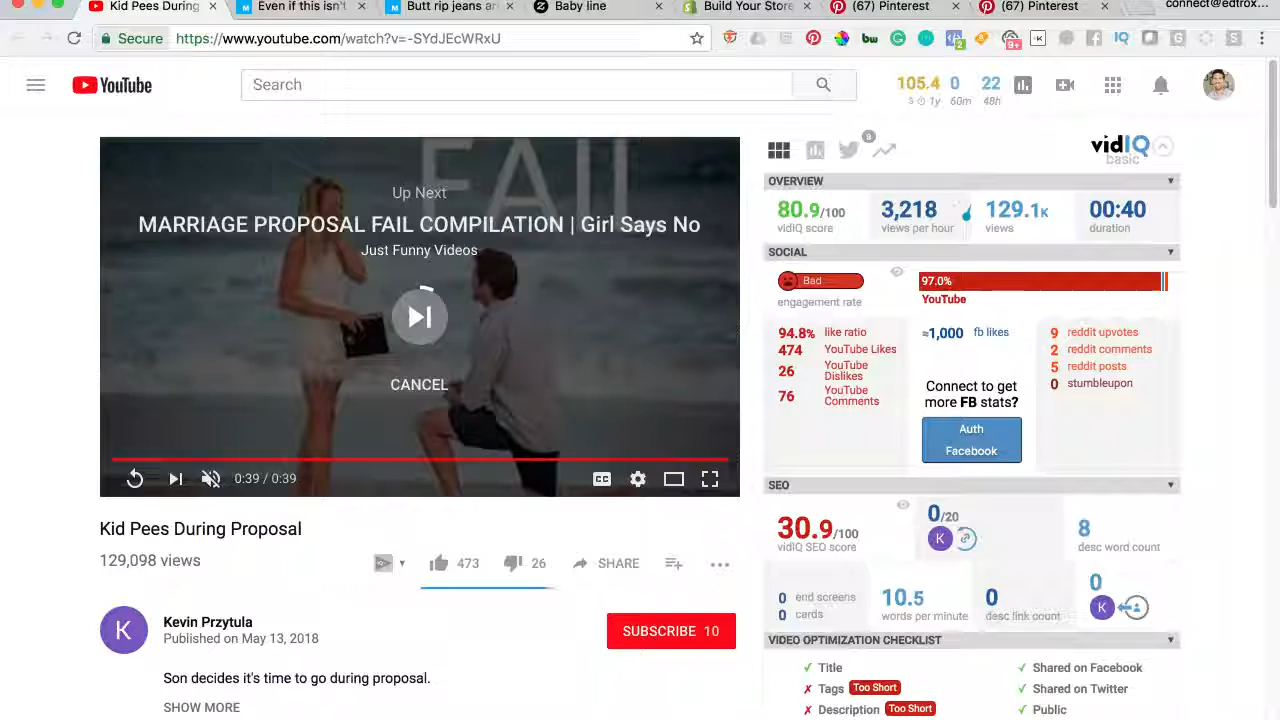 Kid Pees During
Even if this isn't
Butt rip jeans are
Baby line
Build Your Store
(67) Pinterest
(67) Pinterest
connect@edtrox...
Secure
https://www.youtube.com/watch?v=-SYdJEcWRxU
YouTube
Search
105.4 0 22
1y 60m 48h
FAIL
Up Next
MARRIAGE PROPOSAL FAIL COMPILATION | Girl Says No
Just Funny Videos
CANCEL
0:39 / 0:39
CC
Kid Pees During Proposal
129,098 views
473
26
SHARE
K
Kevin Przytula
Published on May 13, 2018
SUBSCRIBE 10
Son decides it's time to go during proposal.
SHOW MORE
9
vidIQ
basic
OVERVIEW
80.9/100
vidIQ score
3,218
views per hour
129.1K
views
00:40
duration
SOCIAL
Bad
engagement rate
97.0%
YouTube
94.8% like ratio
474 YouTube Likes
26 YouTube
Dislikes
76 YouTube
Comments
≈1,000 fb likes
Connect to get
more FB stats?
Auth
Facebook
9 reddit upvotes
2 reddit comments
5 reddit posts
0 stumbleupon
SEO
30.9/100
vidIQ SEO score
0/20
K
8
desc word count
0 end screens
0 cards
10.5
words per minute
0
desc link count
0
K
VIDEO OPTIMIZATION CHECKLIST
✓ Title
✗ Tags Too Short
✗ Description Too Short
✓ Shared on Facebook
✓ Shared on Twitter
✓ Public